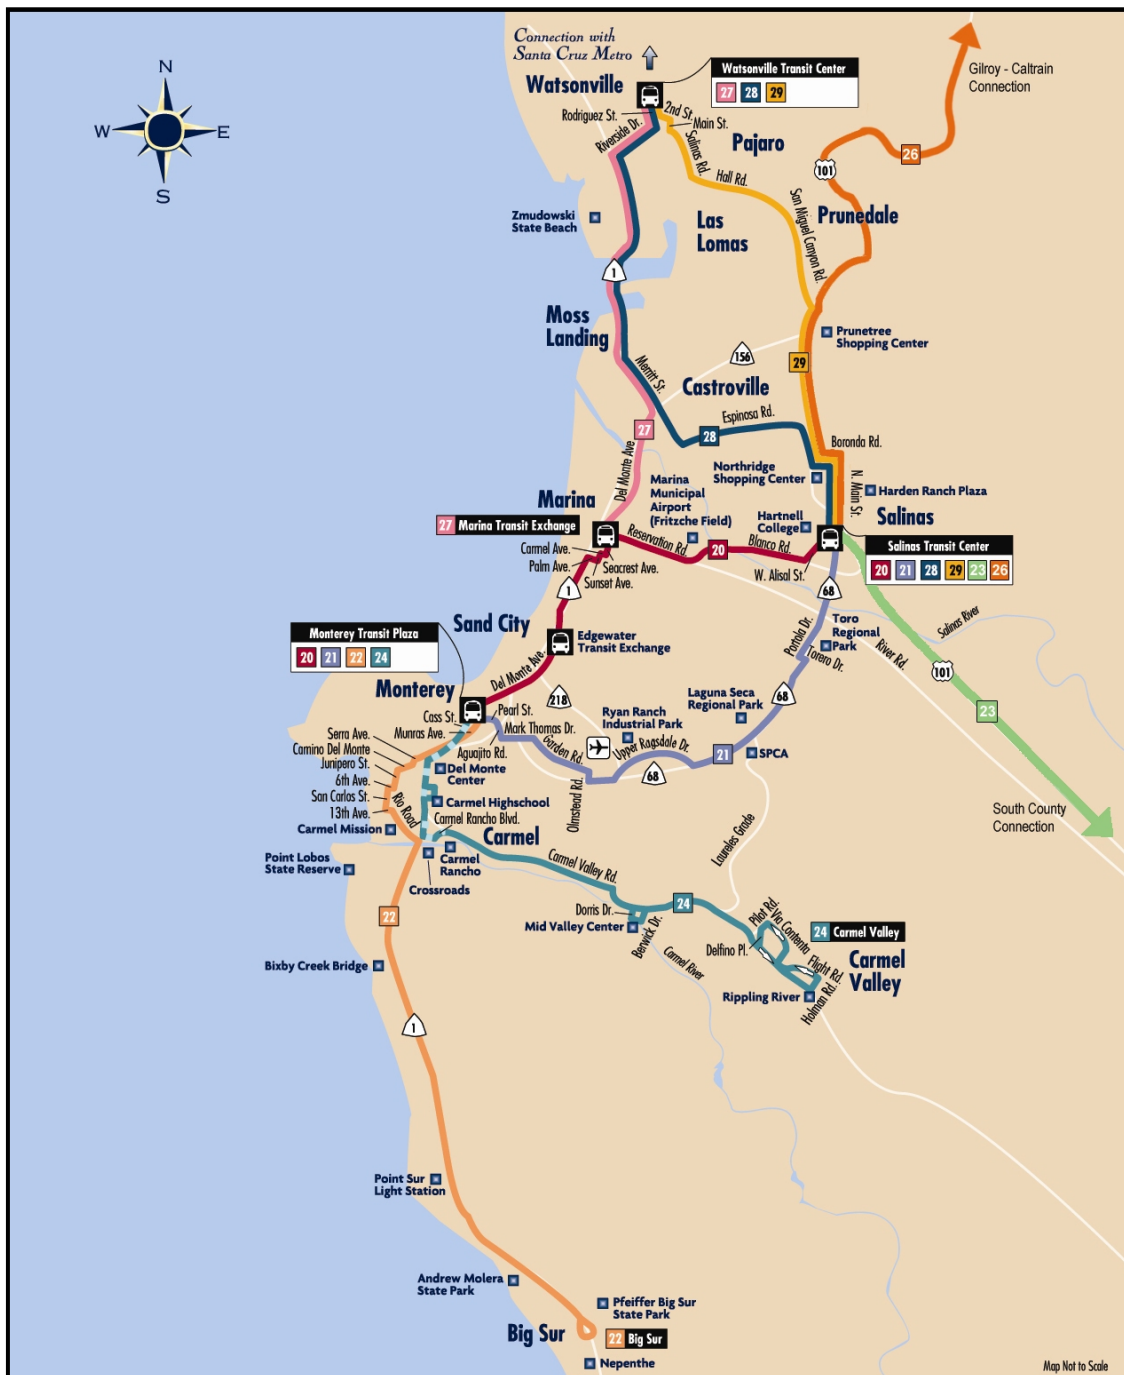 N
W
E
S
Connection with
Santa Cruz Metro
Watsonville
Watsonville Transit Center
27 28 29
Gilroy - Caltrain
Connection
Rodriguez St.
2nd St.
Main St.
Riverside Dr.
Salinas Rd.
Pajaro
26
101
Hall Rd.
San Miguel Canyon Rd.
Prunedale
Zmudowski
State Beach
Las
Lomas
1
Moss
Landing
Prunetree
Shopping Center
156
29
Merritt St.
Castroville
Espinosa Rd.
27
28
Boronda Rd.
Del Monte Ave
Northridge
Shopping Center
N. Main St.
Harden Ranch Plaza
Marina
Marina
Municipal
Airport
(Fritzche Field)
Hartnell
College
Salinas
27 Marina Transit Exchange
Reservation Rd.
20
Blanco Rd.
Salinas Transit Center
20 21 28 29 23 26
Carmel Ave.
Palm Ave.
Seacrest Ave.
Sunset Ave.
W. Alisal St.
1
68
Sand City
Edgewater
Transit Exchange
Portola Dr.
Toro
Regional
Park
Torero Dr.
River Rd.
Salinas River
Monterey Transit Plaza
20 21 22 24
Del Monte Ave.
101
Monterey
218
68
Laguna Seca
Regional Park
23
Cass St.
Pearl St.
Munras Ave.
Mark Thomas Dr.
Ryan Ranch
Industrial Park
Serra Ave.
Camino Del Monte
Junipero St.
6th Ave.
San Carlos St.
13th Ave.
Aguajito Rd.
Garden Rd.
Upper Ragsdale Dr.
21
SPCA
Del Monte
Center
68
Olmstead Rd.
Rio Road
Carmel Highschool
Carmel Rancho Blvd.
Carmel Mission
Carmel
South County
Connection
Laureles Grade
Point Lobos
State Reserve
Carmel
Rancho
Crossroads
Carmel Valley Rd.
22
Dorris Dr.
24
Mid Valley Center
Berwick Dr.
Pilot Rd.
Via Contenta
24 Carmel Valley
Delfino Pl.
Flight Rd.
Carmel
Valley
Bixby Creek Bridge
Carmel River
Rippling River
Holman Rd.
1
Point Sur
Light Station
Andrew Molera
State Park
Pfeiffer Big Sur
State Park
Big Sur
22 Big Sur
Nepenthe
Map Not to Scale